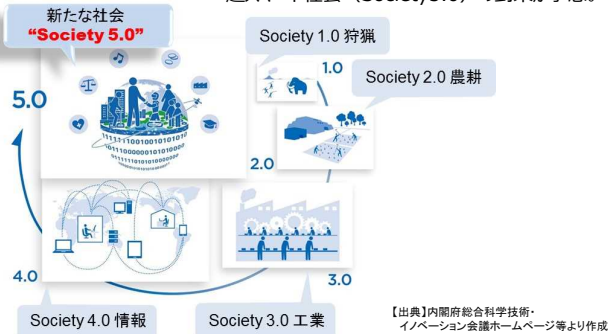 新たな社会
“Society 5.0”
Society 1.0 狩猟
1.0
Society 2.0 農耕
5.0
2.0
4.0
3.0
Society 4.0 情報
Society 3.0 工業
【出典】内閣府総合科学技術・
イノベーション会議ホームページ等より作成